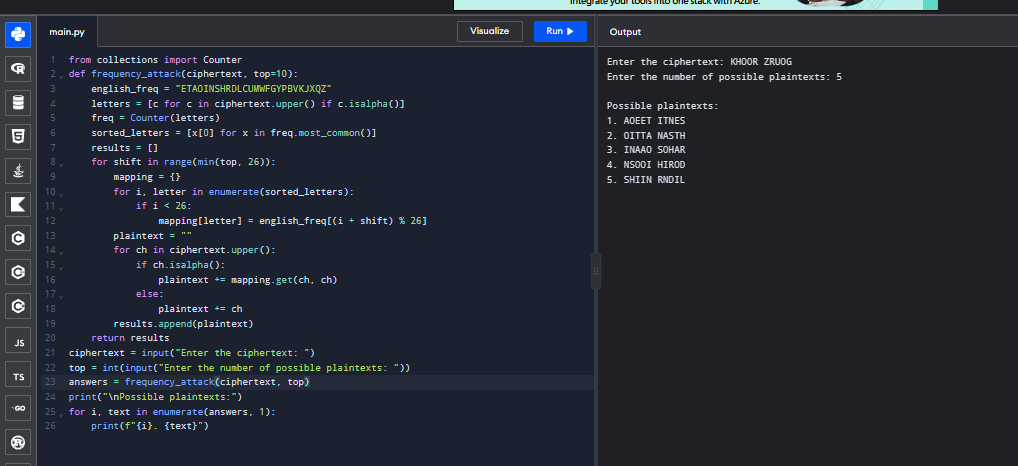 Integrate your tools into one stack with Azure.
main.py
Visualize
Run
Output
1 from collections import Counter
2 def frequency_attack(ciphertext, top=10):
3     english_freq = "ETAOINSHRDLCUMWFGYPBVKJXQZ"
4     letters = [c for c in ciphertext.upper() if c.isalpha()]
5     freq = Counter(letters)
6     sorted_letters = [x[0] for x in freq.most_common()]
7     results = []
8     for shift in range(min(top, 26)):
9         mapping = {}
10         for i, letter in enumerate(sorted_letters):
11             if i < 26:
12                 mapping[letter] = english_freq[(i + shift) % 26]
13         plaintext = ""
14         for ch in ciphertext.upper():
15             if ch.isalpha():
16                 plaintext += mapping.get(ch, ch)
17             else:
18                 plaintext += ch
19         results.append(plaintext)
20     return results
21 ciphertext = input("Enter the ciphertext: ")
22 top = int(input("Enter the number of possible plaintexts: "))
23 answers = frequency_attack(ciphertext, top)
24 print("\nPossible plaintexts:")
25 for i, text in enumerate(answers, 1):
26     print(f"{i}. {text}")
Enter the ciphertext: KHOOR ZRUOG
Enter the number of possible plaintexts: 5
Possible plaintexts:
1. AOEET ITNES
2. OITTA NASTH
3. INAAO SOHAR
4. NSOOI HIROD
5. SHIIN RNDIL
JS
TS
GO